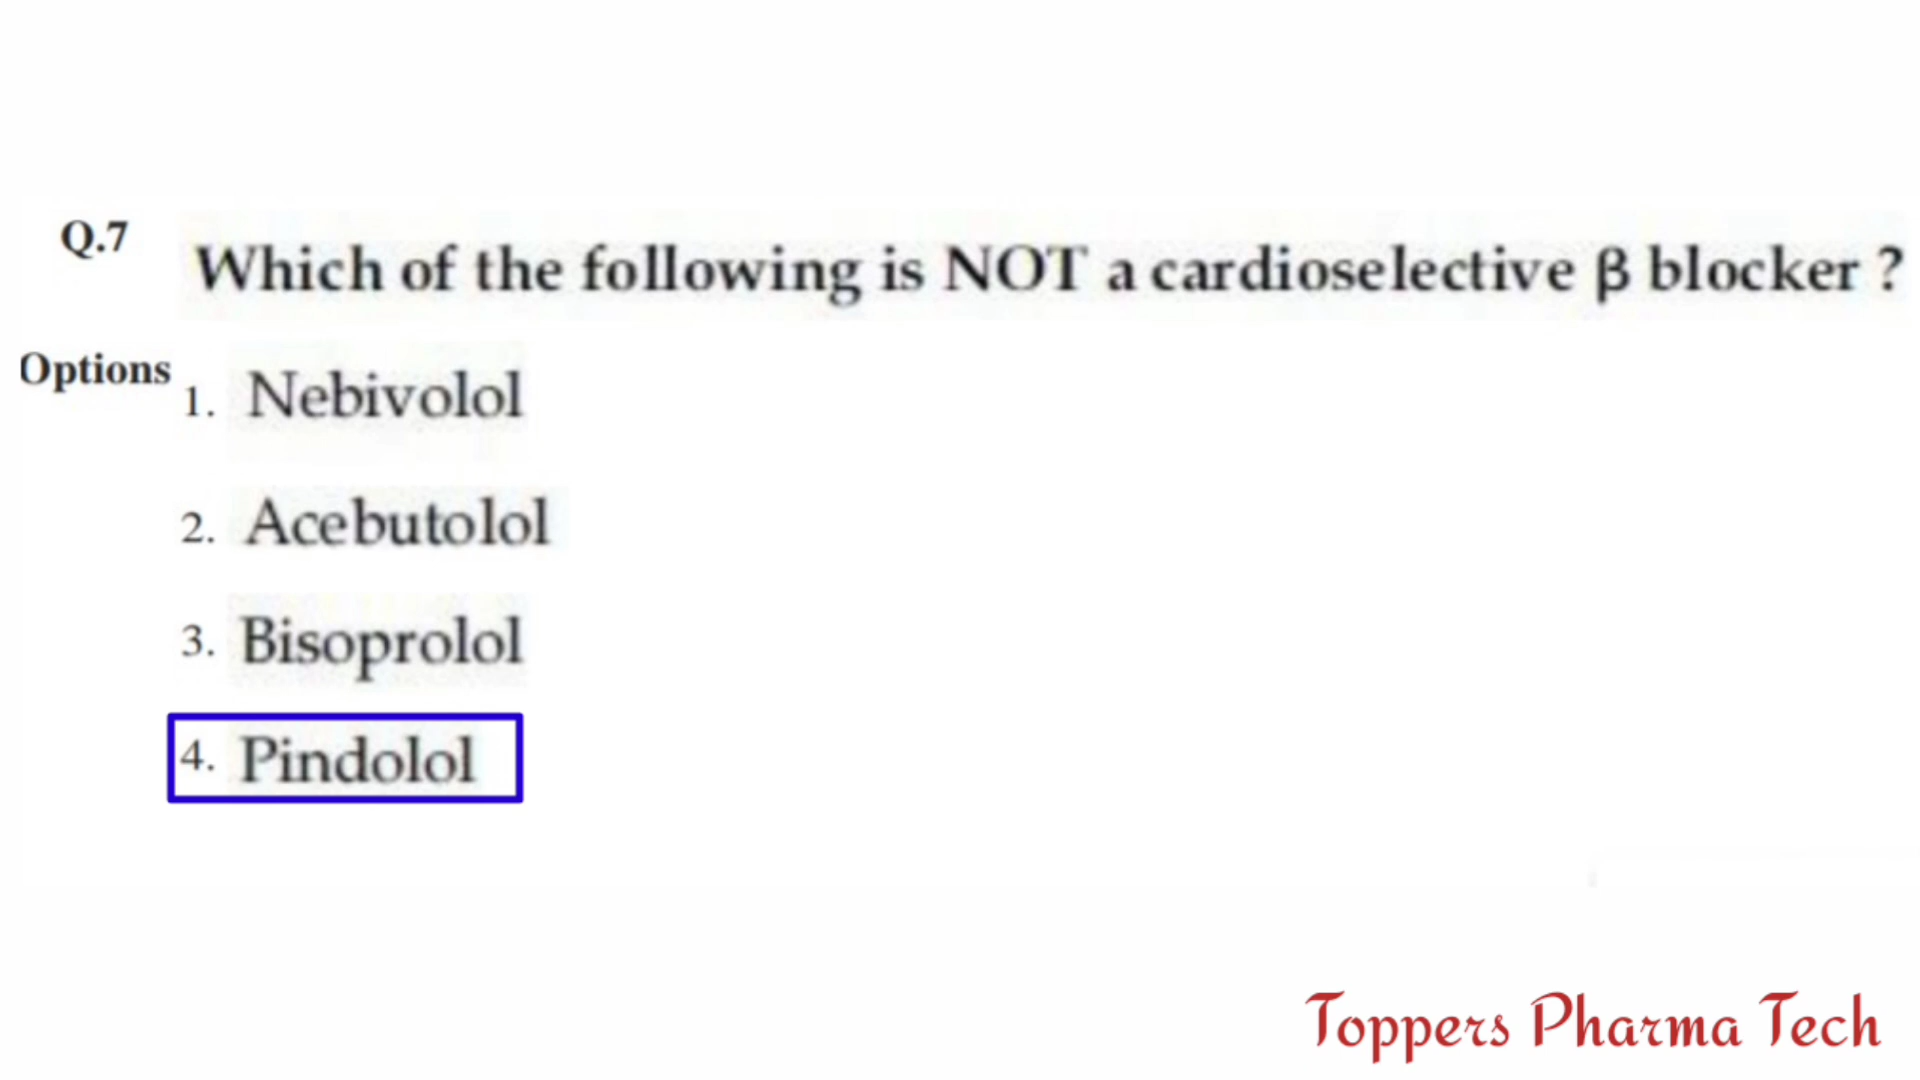 Q.7 Which of the following is NOT a cardioselective β blocker ?
Options 1. Nebivolol
2. Acebutolol
3. Bisoprolol
4. Pindolol
Toppers Pharma Tech